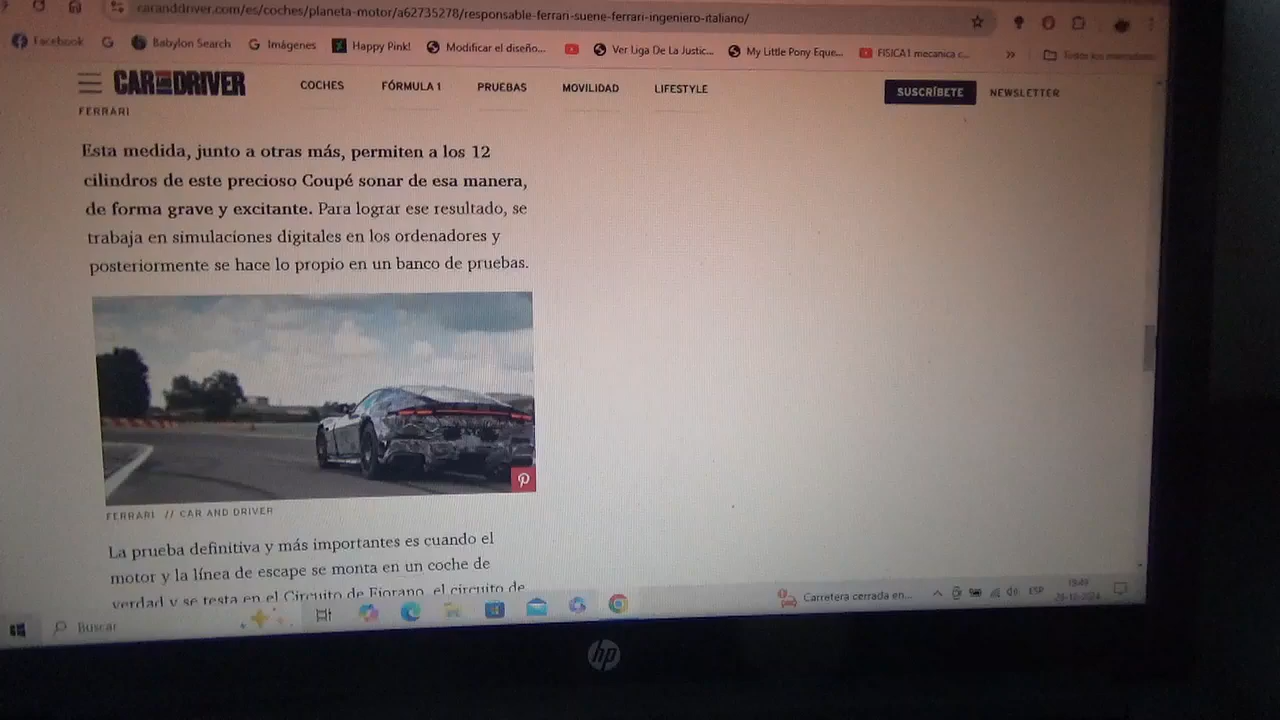 caranddriver.com/es/coches/planeta-motor/a62735278/responsable-ferrari-suene-ferrari-ingeniero-italiano/
Facebook
Babylon Search
Imágenes
Happy Pink!
Modificar el diseño...
Ver Liga De La Justic...
My Little Pony Eque...
FISICA1 mecanica c...
»
Todos los marcadores
CAR AND DRIVER
COCHES
FÓRMULA 1
PRUEBAS
MOVILIDAD
LIFESTYLE
SUSCRÍBETE
NEWSLETTER
FERRARI
Esta medida, junto a otras más, permiten a los 12
cilindros de este precioso Coupé sonar de esa manera,
de forma grave y excitante. Para lograr ese resultado, se
trabaja en simulaciones digitales en los ordenadores y
posteriormente se hace lo propio en un banco de pruebas.
FERRARI // CAR AND DRIVER
La prueba definitiva y más importantes es cuando el
motor y la línea de escape se monta en un coche de
verdad y se testa en el Circuito de Fiorano, el circuito de
Buscar
Carretera cerrada en...
ESP
hp